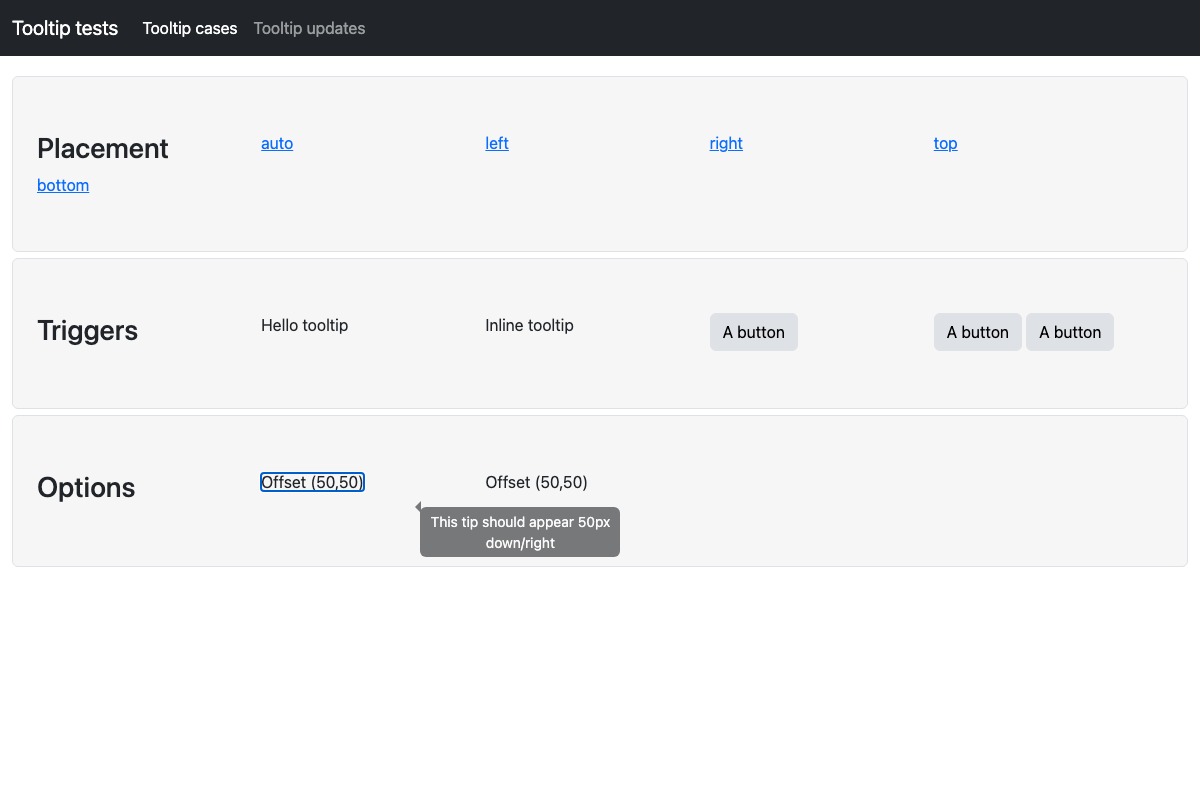 Tooltip tests Tooltip cases Tooltip updates
Placement auto left right top
bottom
Triggers Hello tooltip Inline tooltip A button A button A button
Options Offset (50,50) Offset (50,50)
This tip should appear 50px
down/right